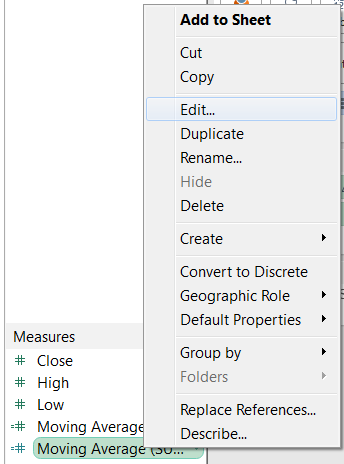 Add to Sheet
Cut
Copy
Edit...
Duplicate
Rename...
Hide
Delete
Create
Convert to Discrete
Geographic Role
Default Properties
Group by
Folders
Replace References...
Describe...
Measures
Close
High
Low
Moving Average
Moving Average (SU...